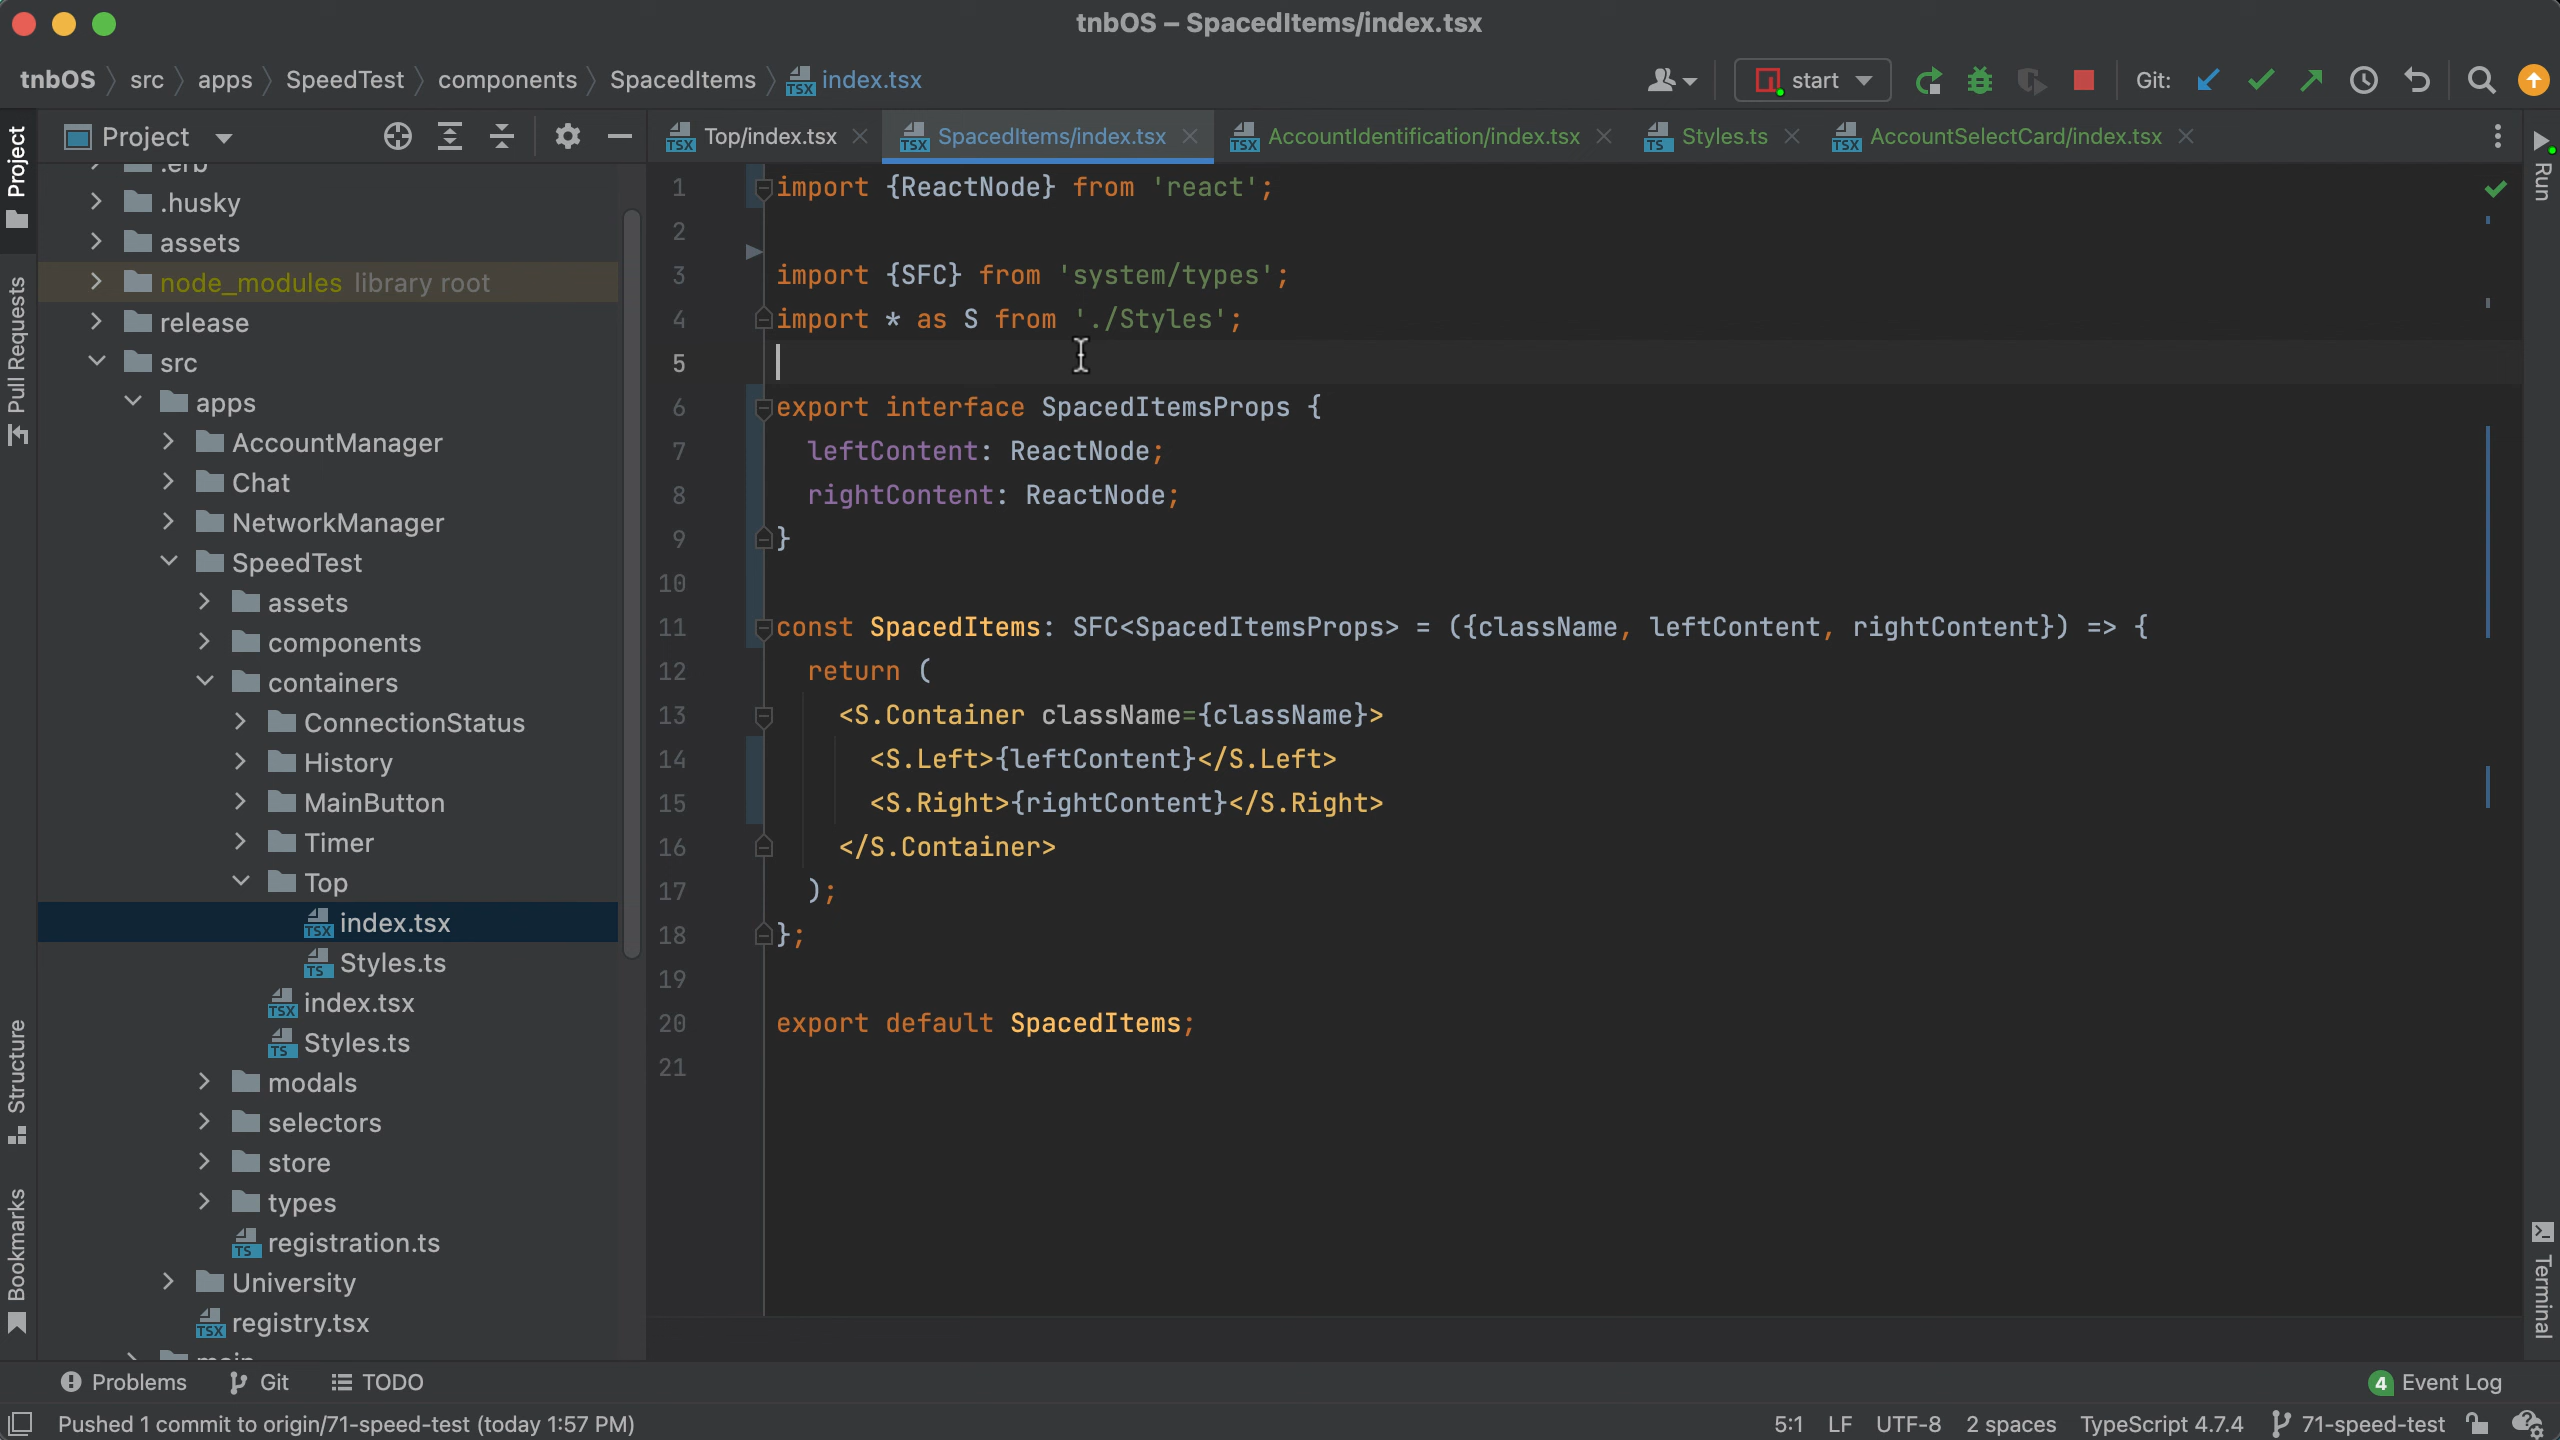 tnbOS – SpacedItems/index.tsx
tnbOS src apps SpeedTest components SpacedItems index.tsx
start
Git:
Project
Top/index.tsx
SpacedItems/index.tsx
AccountIdentification/index.tsx
Styles.ts
AccountSelectCard/index.tsx
Project
Pull Requests
Structure
Bookmarks
.erb
.husky
assets
node_modules library root
release
src
apps
AccountManager
Chat
NetworkManager
SpeedTest
assets
components
containers
ConnectionStatus
History
MainButton
Timer
Top
index.tsx
Styles.ts
index.tsx
Styles.ts
modals
selectors
store
types
registration.ts
University
registry.tsx
main
1 import {ReactNode} from 'react';
2
3 import {SFC} from 'system/types';
4 import * as S from './Styles';
5
6 export interface SpacedItemsProps {
7 leftContent: ReactNode;
8 rightContent: ReactNode;
9 }
10
11 const SpacedItems: SFC<SpacedItemsProps> = ({className, leftContent, rightContent}) => {
12 return (
13 <S.Container className={className}>
14 <S.Left>{leftContent}</S.Left>
15 <S.Right>{rightContent}</S.Right>
16 </S.Container>
17 );
18 };
19
20 export default SpacedItems;
21
Run
Terminal
Problems
Git
TODO
4 Event Log
Pushed 1 commit to origin/71-speed-test (today 1:57 PM)
5:1 LF UTF-8 2 spaces TypeScript 4.7.4 71-speed-test